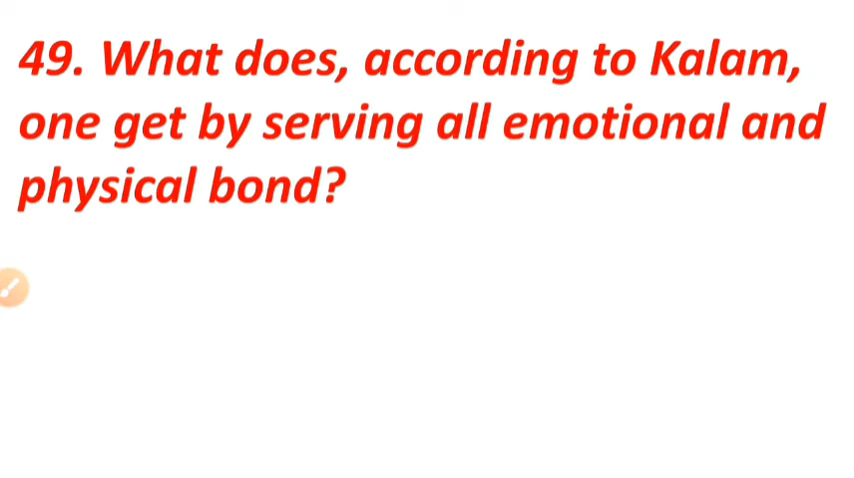 49. What does, according to Kalam,
one get by serving all emotional and
physical bond?